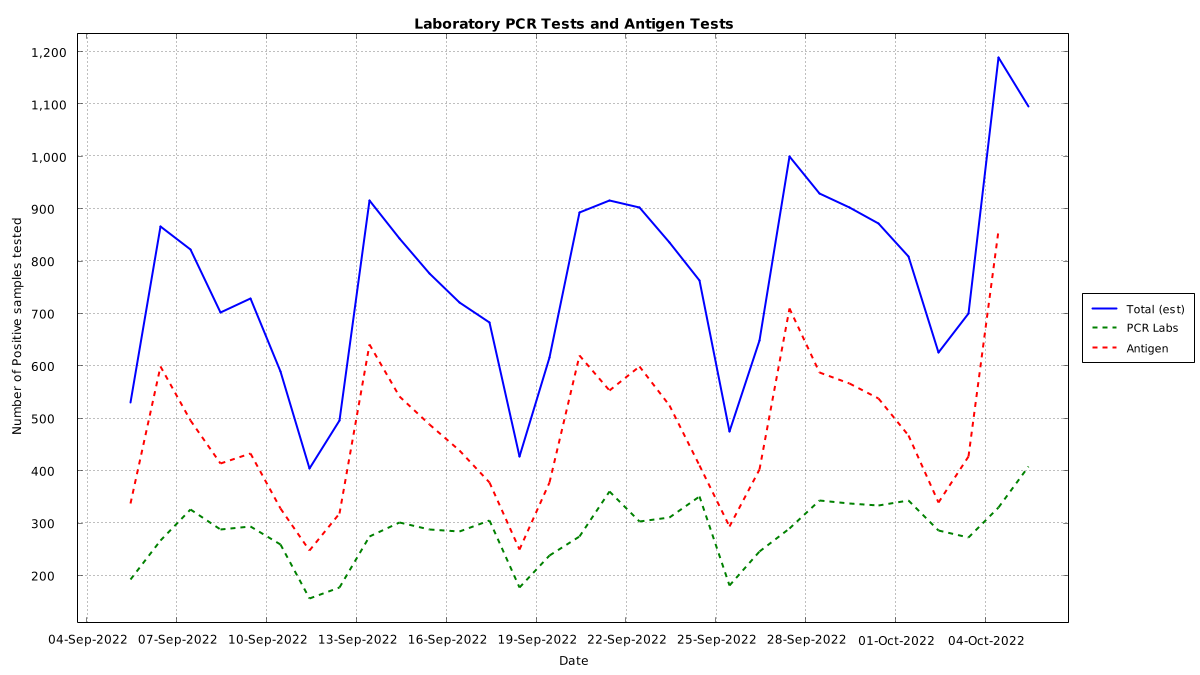 Laboratory PCR Tests and Antigen Tests
1,200
1,100
1,000
900
800
700
600
500
400
300
200
Number of Positive samples tested
04-Sep-2022 07-Sep-2022 10-Sep-2022 13-Sep-2022 16-Sep-2022 19-Sep-2022 22-Sep-2022 25-Sep-2022 28-Sep-2022 01-Oct-2022 04-Oct-2022
Date
Total (est)
PCR Labs
Antigen